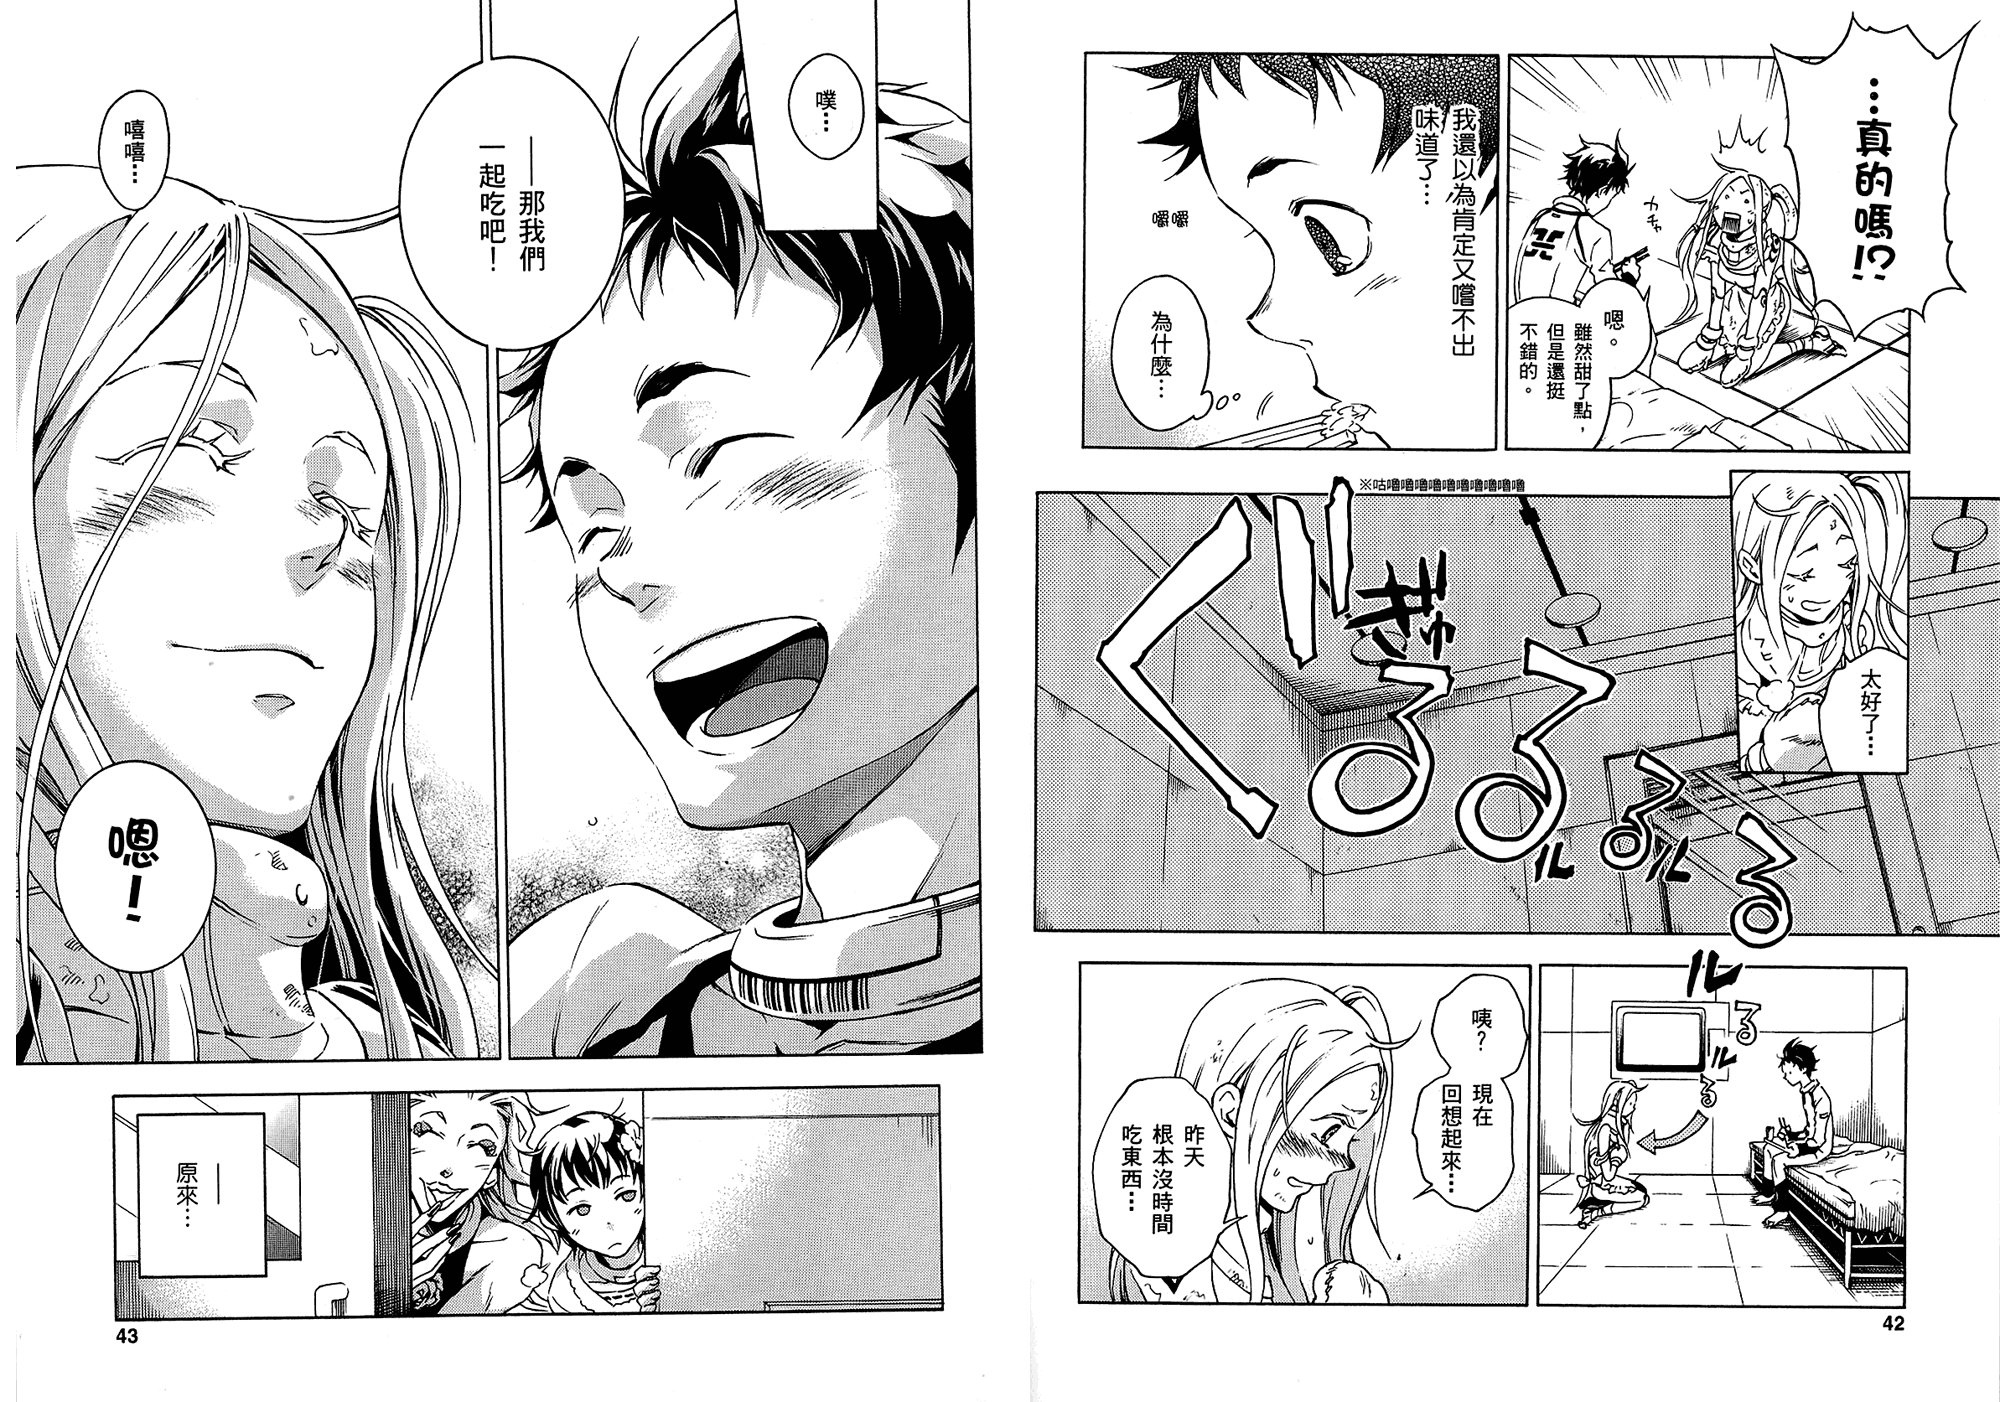 …真的嗎!?
カチャ
嗯。
雖然甜了點，
但是還挺
不錯的。
我還以為肯定又嚐不出
味道了…
嚼嚼
為什麼…
太好了…
※咕嚕嚕嚕嚕嚕嚕嚕嚕嚕嚕
ぐぎゅるるるるる
ルルル
るル
る
咦？
現在
回想起來…
昨天
根本沒時間
吃東西…
42
噗…
──那我們
一起吃吧！
嘻嘻…
嗯！
──
原來…
43